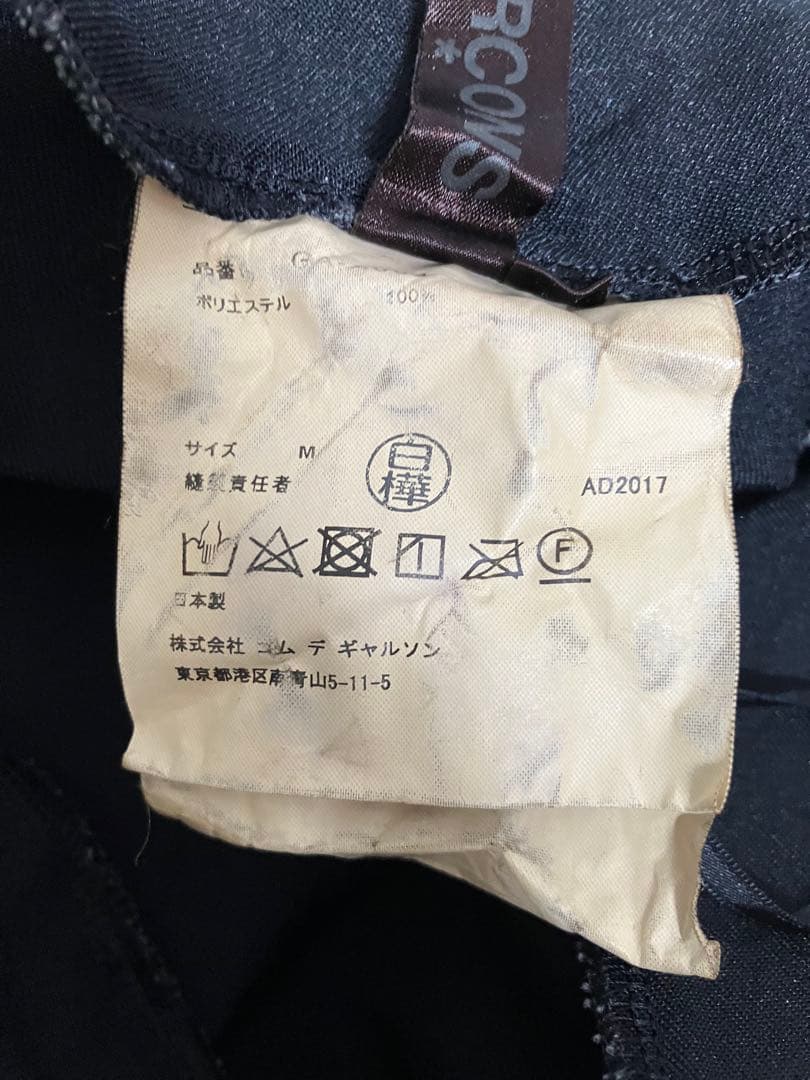 RCONS
*
品番
ポリエステル 100%
サイズ M
縫製責任者 白樺 AD2017
F
日本製
株式会社 コム デ ギャルソン
東京都港区南青山5-11-5